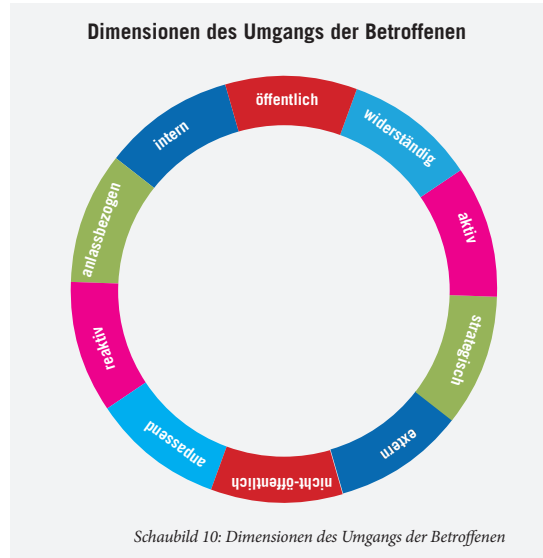 Dimensionen des Umgangs der Betroffenen
öffentlich
widerständig
aktiv
strategisch
extern
nicht-öffentlich
anpassend
reaktiv
anlassbezogen
intern
Schaubild 10: Dimensionen des Umgangs der Betroffenen